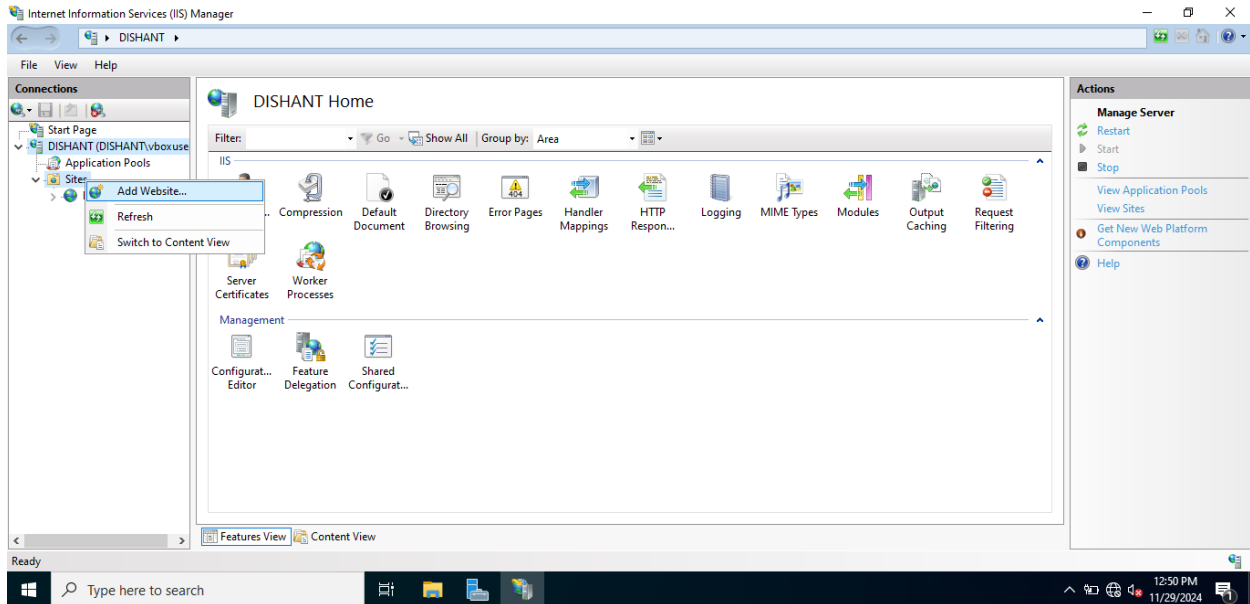 Internet Information Services (IIS) Manager
DISHANT
File View Help
Connections
Start Page
DISHANT (DISHANT\vboxuse
Application Pools
Sites
Add Website...
Refresh
Switch to Content View
DISHANT Home
Filter: Go Show All Group by: Area
IIS
... Compression Default Document Directory Browsing Error Pages Handler Mappings HTTP Respon... Logging MIME Types Modules Output Caching Request Filtering
404
Server Certificates Worker Processes
Management
Configurat... Editor Feature Delegation Shared Configurat...
Features View Content View
Actions
Manage Server
Restart
Start
Stop
View Application Pools
View Sites
Get New Web Platform
Components
Help
Ready
Type here to search
12:50 PM
11/29/2024
1